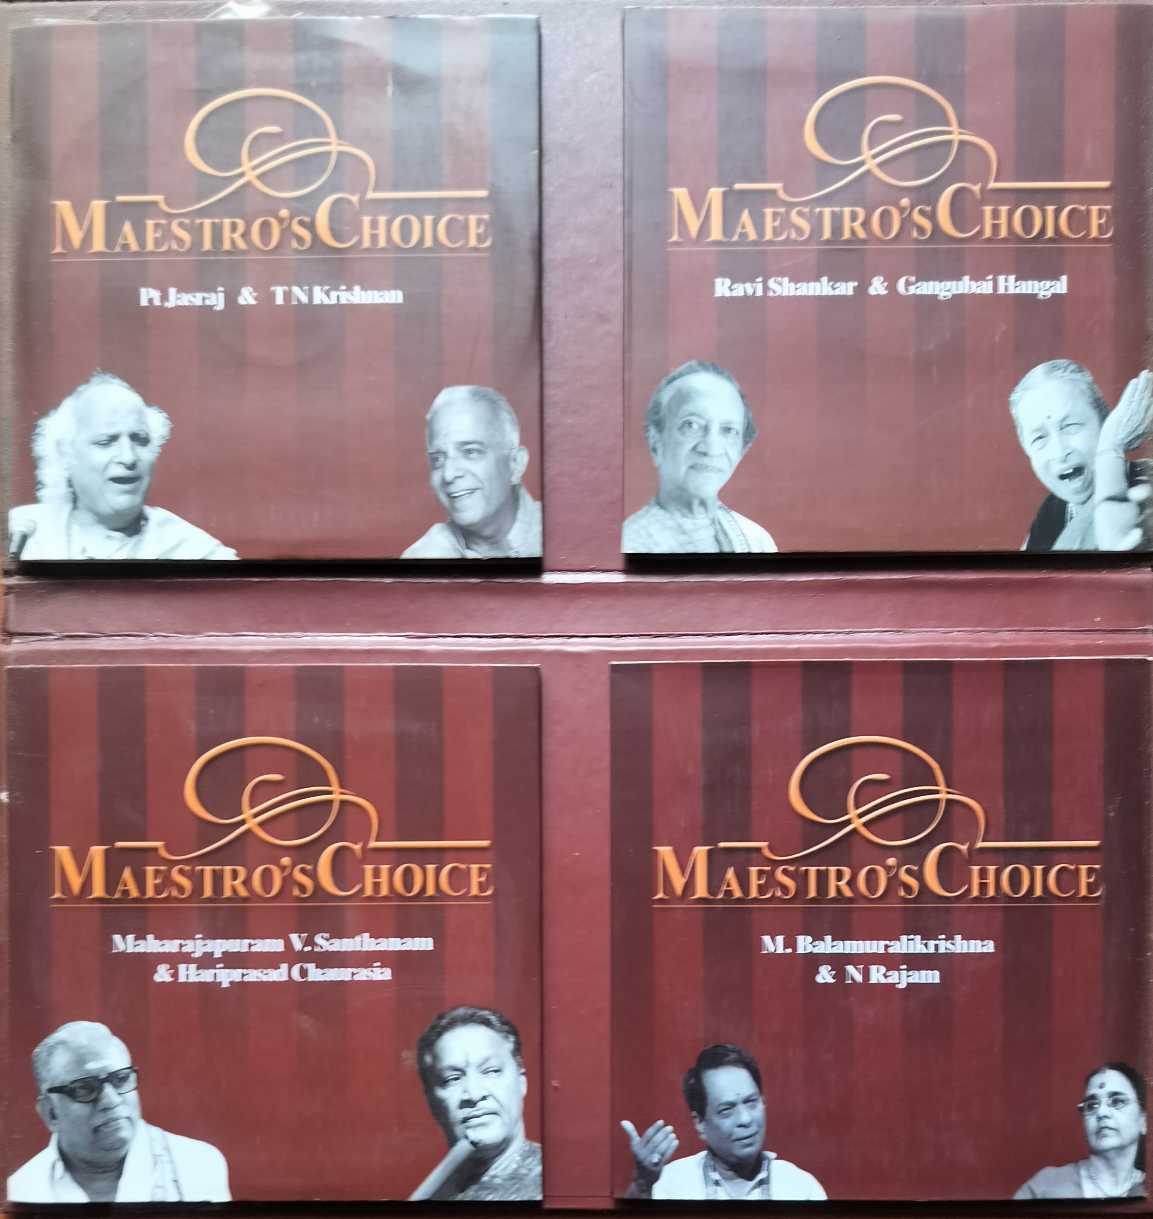 MAESTRO'S CHOICE
Pt Jasraj & T N Krishnan
MAESTRO'S CHOICE
Ravi Shankar & Gangubai Hangal
MAESTRO'S CHOICE
Maharajapuram V. Santhanam
& Hariprasad Chaurasia
MAESTRO'S CHOICE
M. Balamuralikrishna
& N Rajam